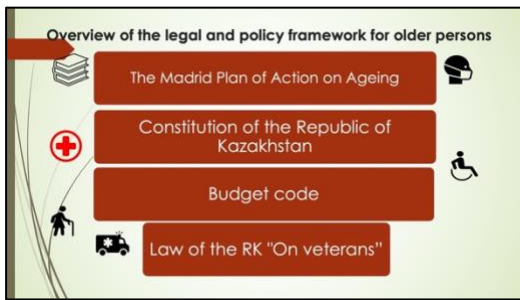 Overview of the legal and policy framework for older persons
The Madrid Plan of Action on Ageing
Constitution of the Republic of
Kazakhstan
Budget code
Law of the RK "On veterans”